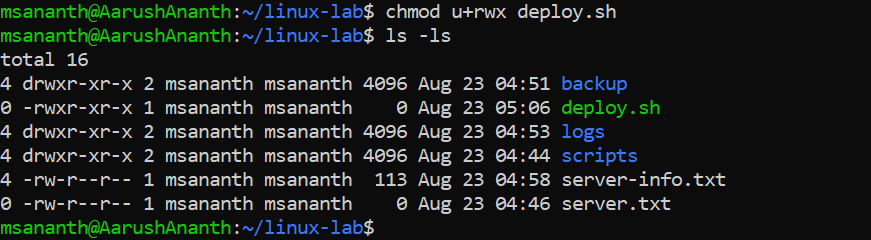 msananth@AarushAnanth:~/linux-lab$ chmod u+rwx deploy.sh
msananth@AarushAnanth:~/linux-lab$ ls -ls
total 16
4 drwxr-xr-x 2 msananth msananth 4096 Aug 23 04:51 backup
0 -rwxr-xr-x 1 msananth msananth    0 Aug 23 05:06 deploy.sh
4 drwxr-xr-x 2 msananth msananth 4096 Aug 23 04:53 logs
4 drwxr-xr-x 2 msananth msananth 4096 Aug 23 04:44 scripts
4 -rw-r--r-- 1 msananth msananth  113 Aug 23 04:58 server-info.txt
0 -rw-r--r-- 1 msananth msananth    0 Aug 23 04:46 server.txt
msananth@AarushAnanth:~/linux-lab$